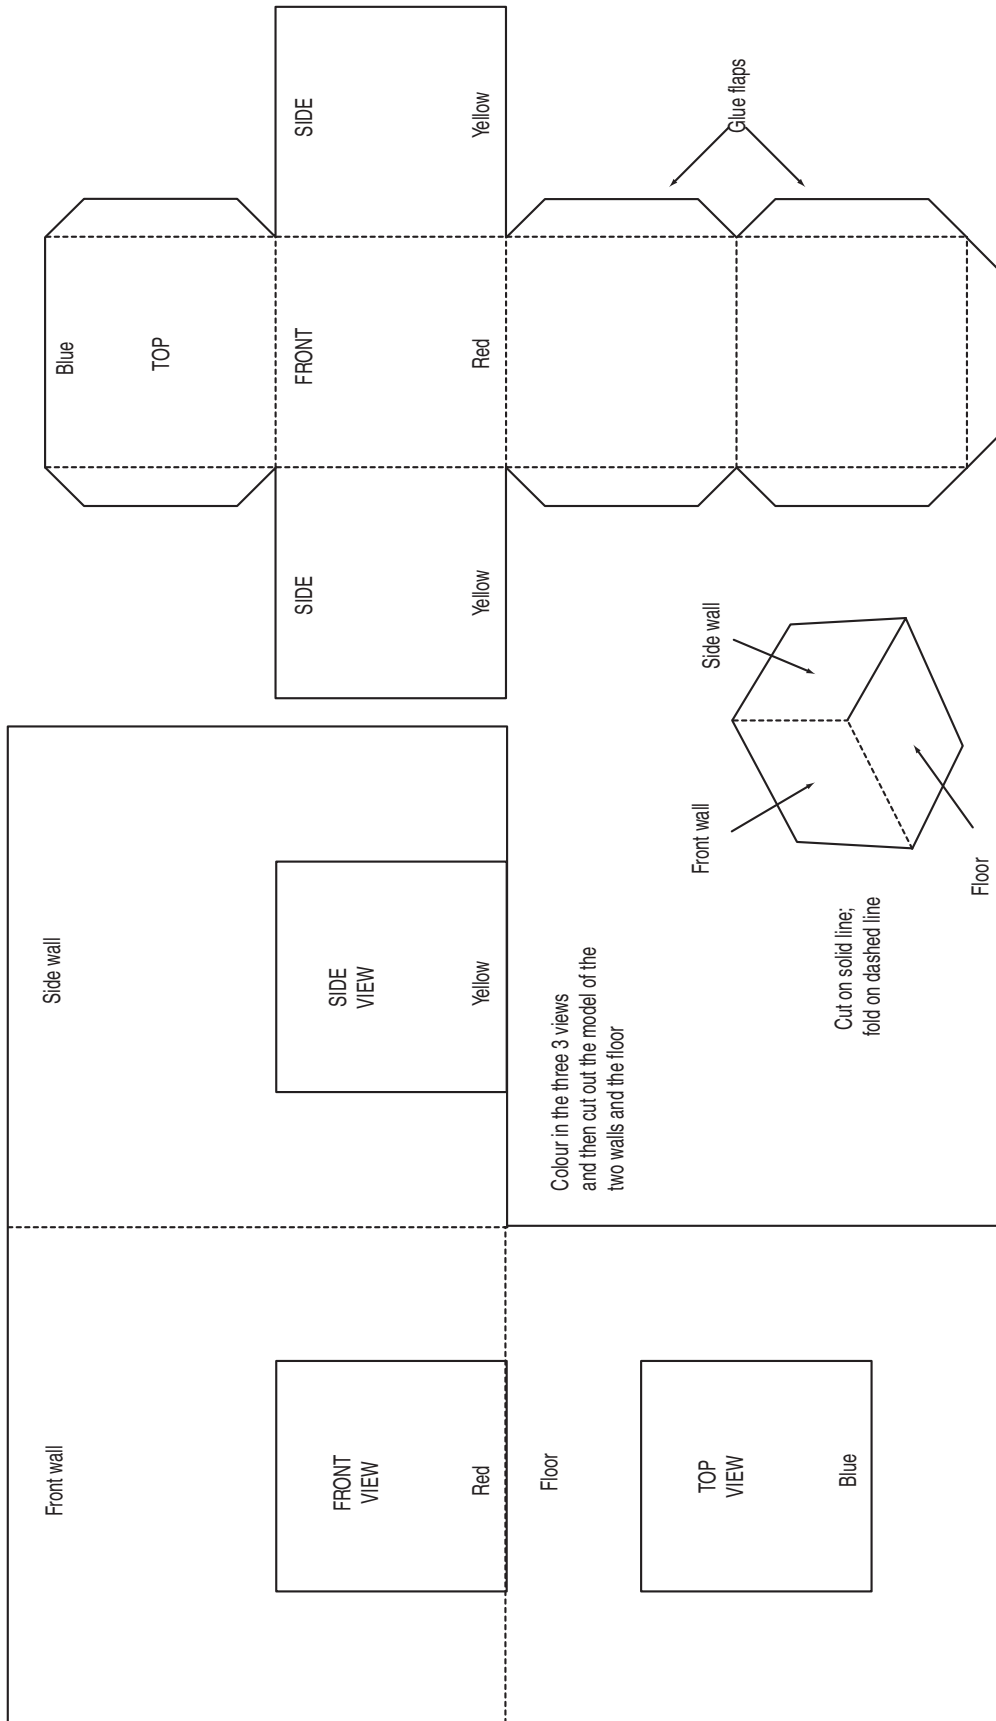 Front wall
FRONT
VIEW
Red
Floor
TOP
VIEW
Blue
Side wall
SIDE
VIEW
Yellow
Colour in the three 3 views
and then cut out the model of the
two walls and the floor
Cut on solid line;
fold on dashed line
Front wall
Side wall
Floor
SIDE
Yellow
Blue
TOP
FRONT
Red
SIDE
Yellow
Glue flaps